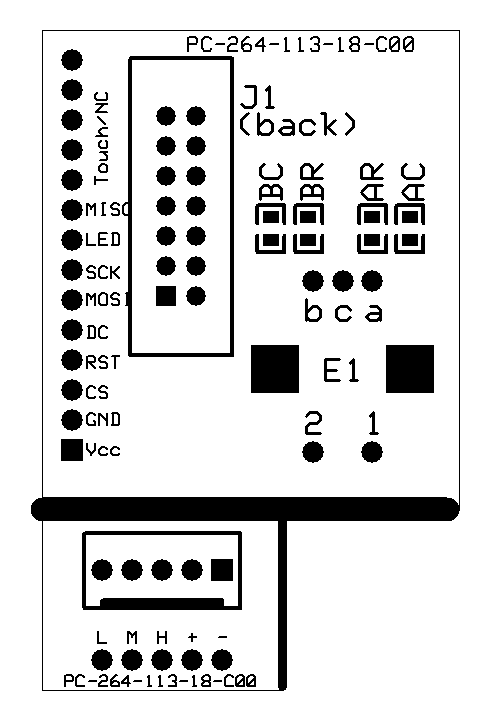 PC-264-113-18-C00
J1
(back)
Touch/NC
BC BR AR AC
MISO
LED
SCK
MOSI
b c a
DC
RST
E1
CS
GND
2 1
Vcc
L M H + -
PC-264-113-18-C00